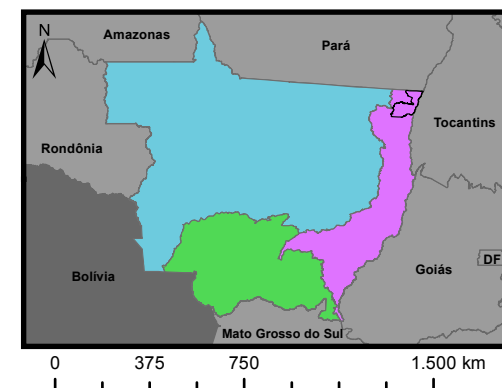 N
Amazonas
Pará
Tocantins
Rondônia
Bolívia
Goiás
DF
Mato Grosso do Sul
0 375 750 1.500 km